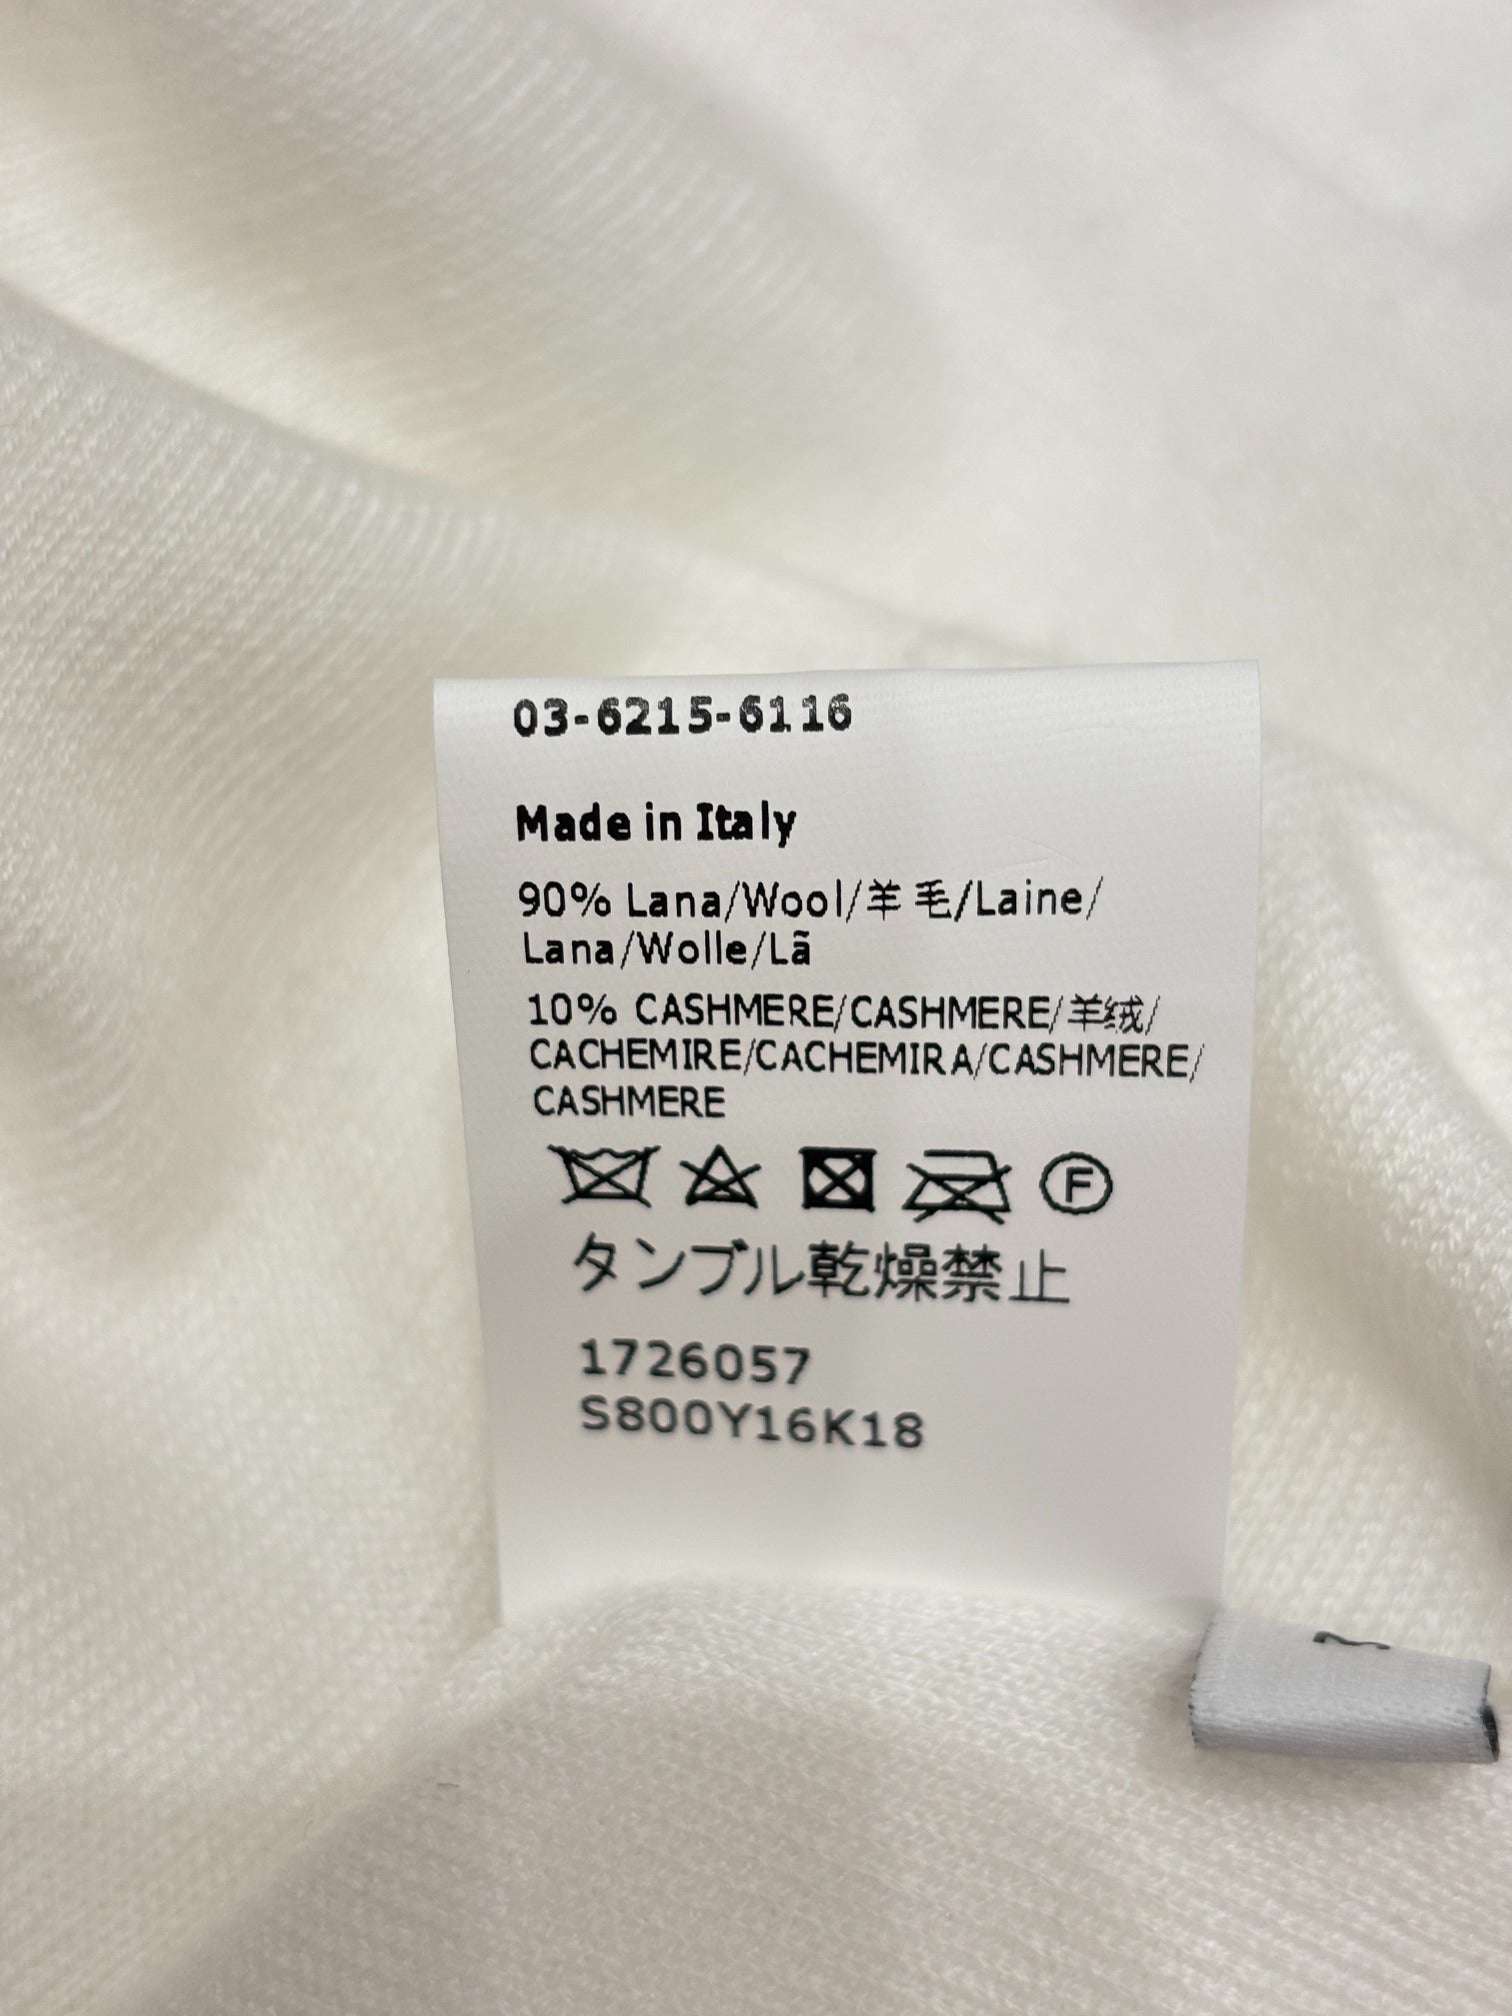 03-6215-6116
Made in Italy
90% Lana/Wool/羊毛/Laine/
Lana/Wolle/Lã
10% CASHMERE/CASHMERE/羊绒/
CACHEMIRE/CACHEMIRA/CASHMERE/
CASHMERE
F
タンブル乾燥禁止
1726057
S800Y16K18